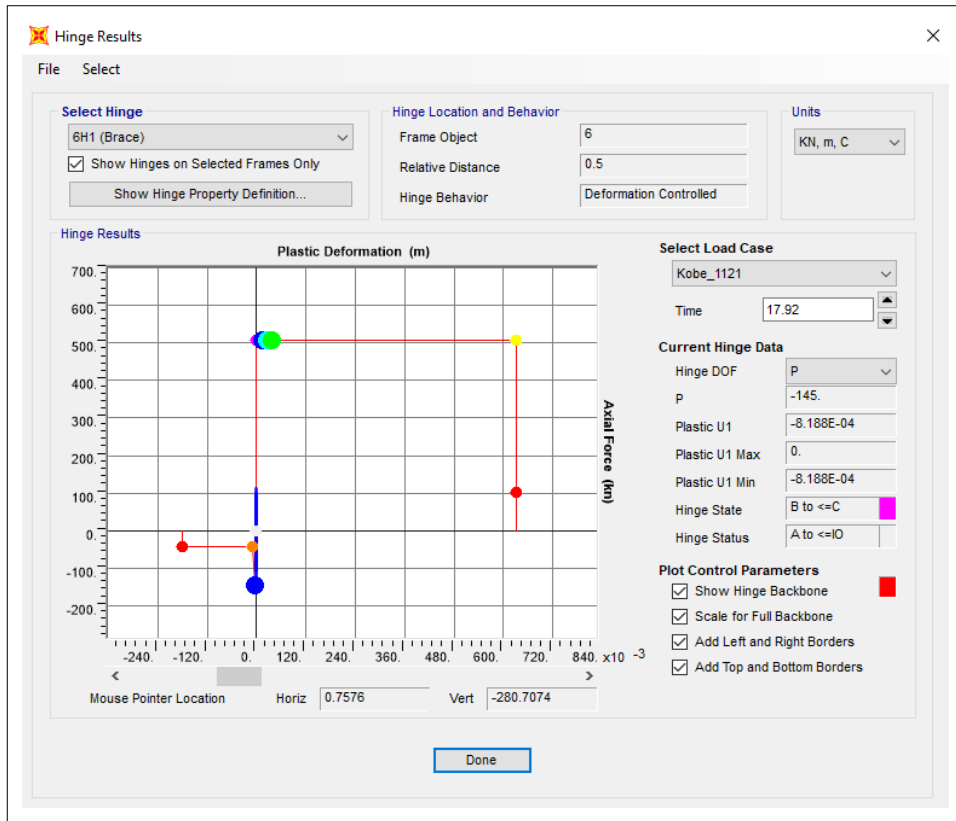 Hinge Results
File Select
Select Hinge
6H1 (Brace)
Show Hinges on Selected Frames Only
Show Hinge Property Definition...
Hinge Location and Behavior
Frame Object 6
Relative Distance 0.5
Hinge Behavior Deformation Controlled
Units
KN, m, C
Hinge Results
Plastic Deformation (m)
700.
600.
500.
400.
300.
200.
100.
0.
-100.
-200.
Axial Force (kn)
-240. -120. 0. 120. 240. 360. 480. 600. 720. 840. x10 -3
Mouse Pointer Location Horiz 0.7576 Vert -280.7074
Select Load Case
Kobe_1121
Time 17.92
Current Hinge Data
Hinge DOF P
P -145.
Plastic U1 -8.188E-04
Plastic U1 Max 0.
Plastic U1 Min -8.188E-04
Hinge State B to <=C
Hinge Status A to <=IO
Plot Control Parameters
Show Hinge Backbone
Scale for Full Backbone
Add Left and Right Borders
Add Top and Bottom Borders
Done